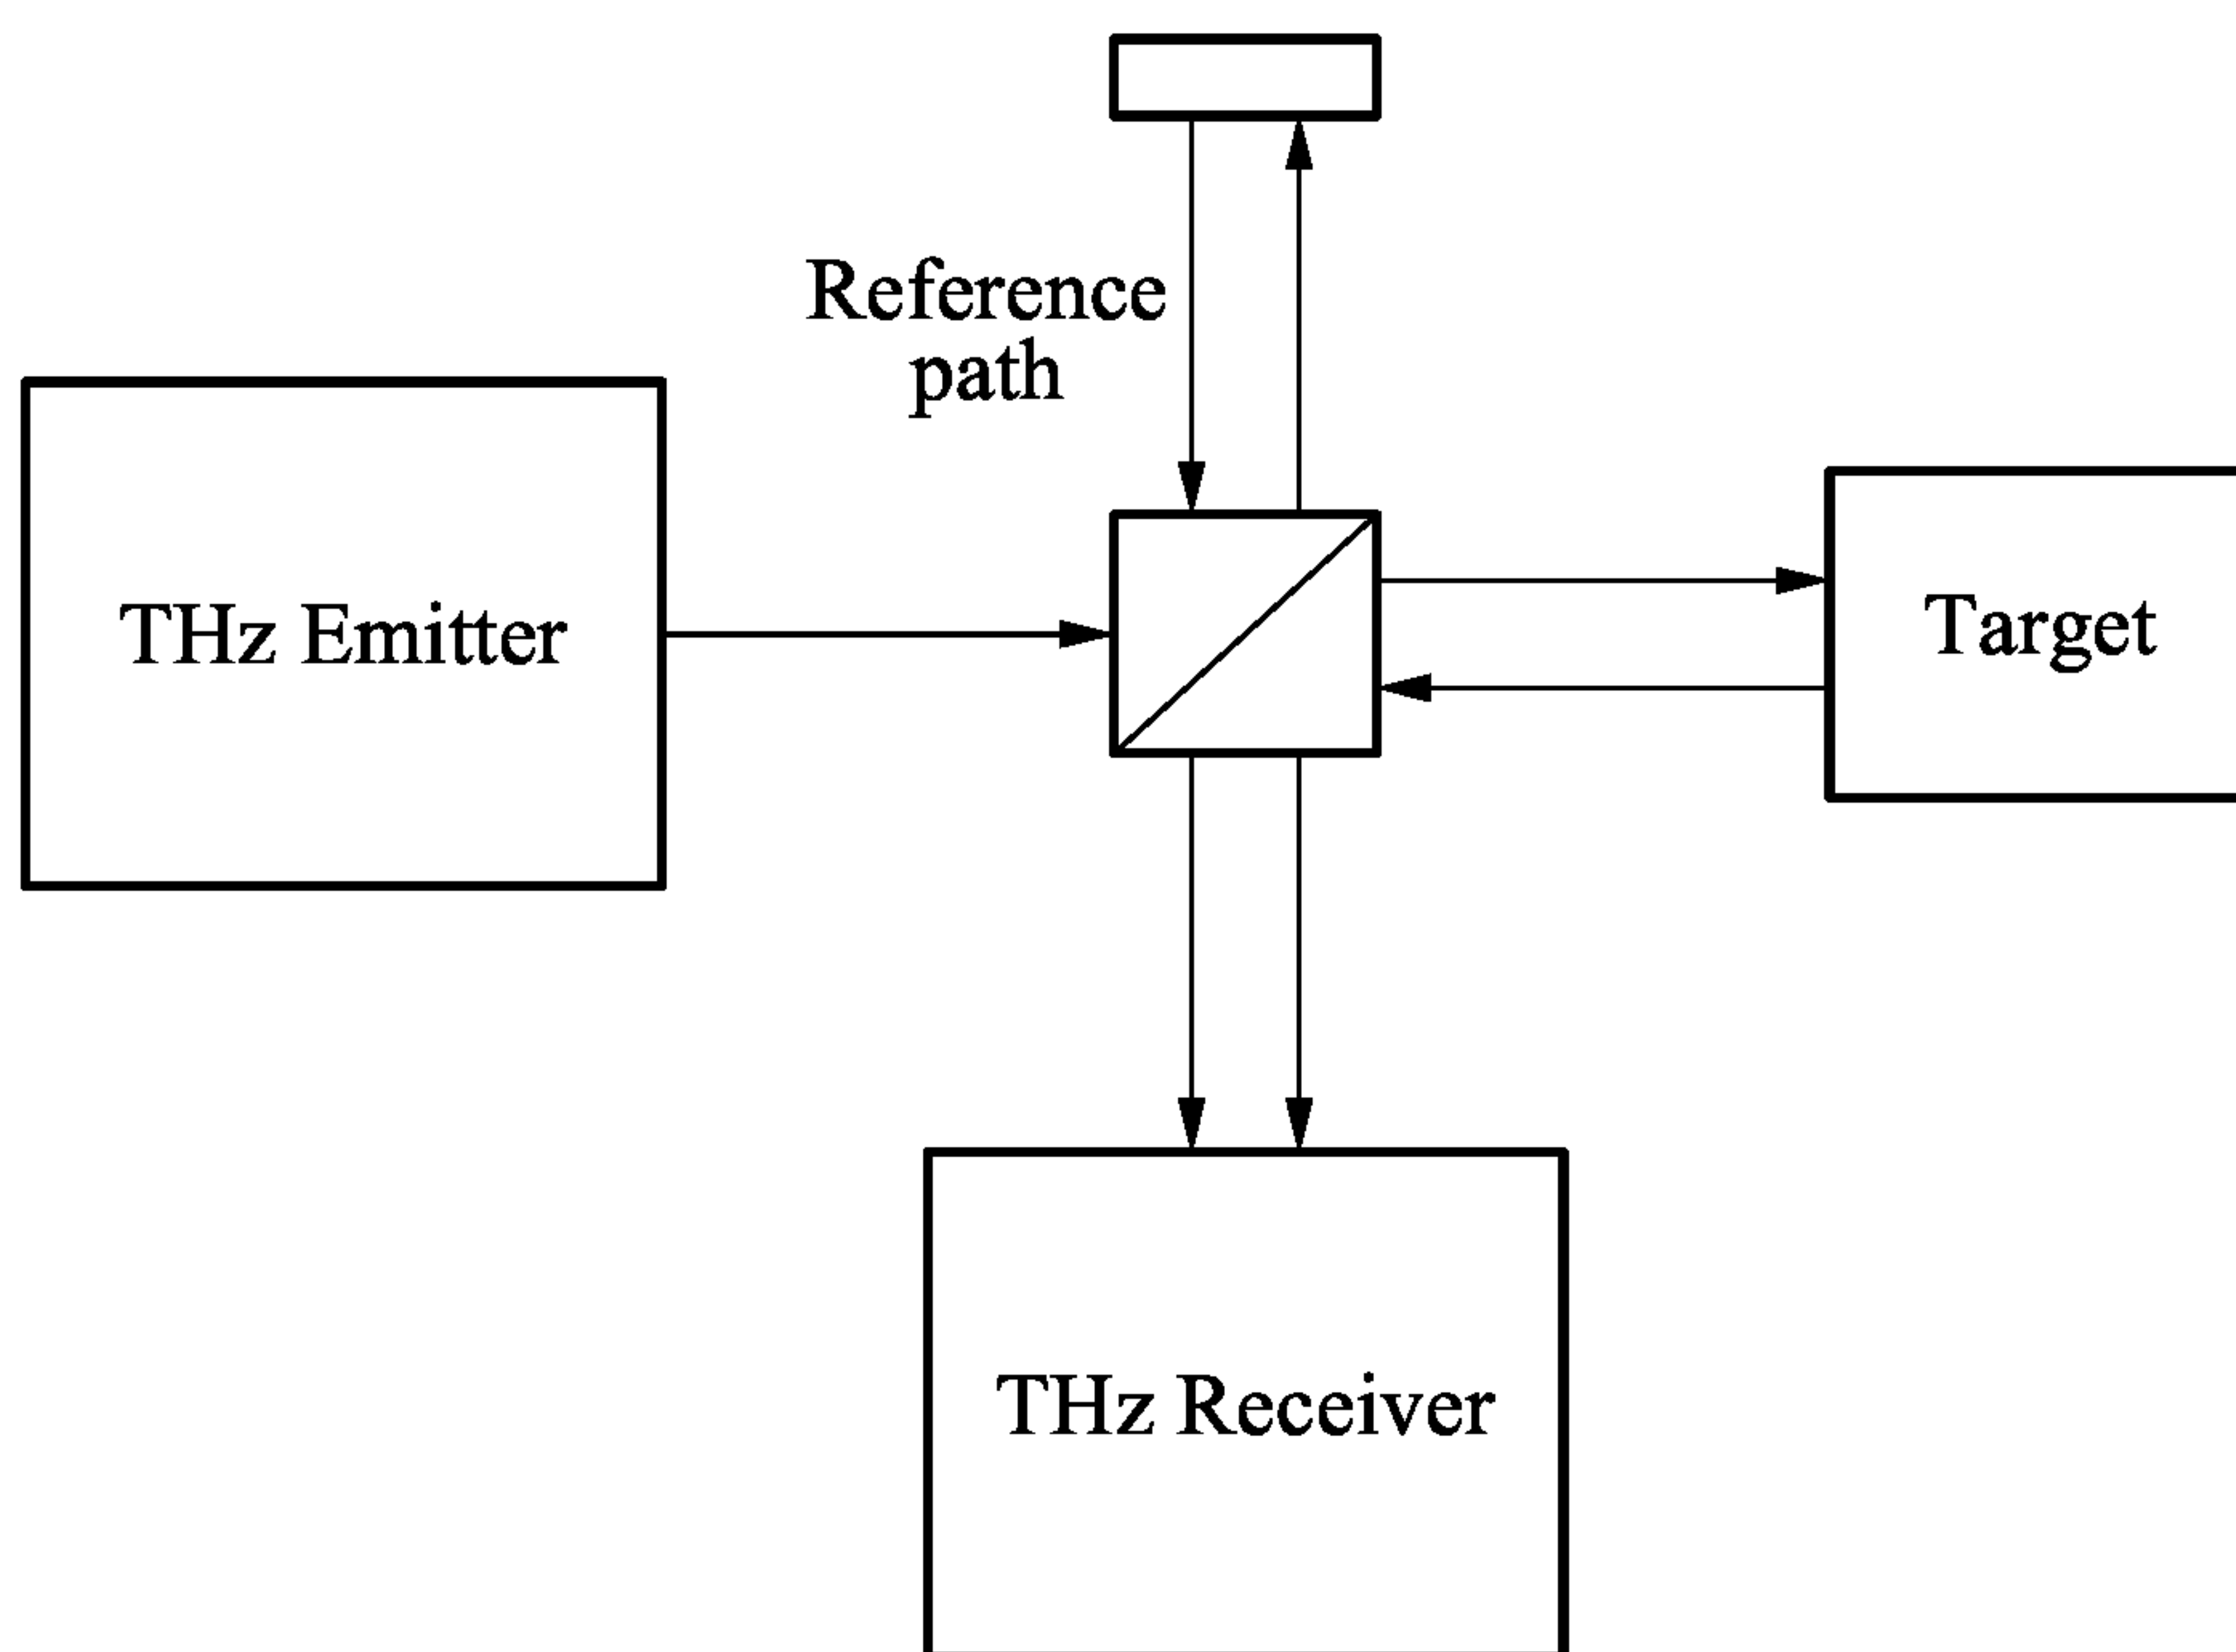 Reference
path
THz Emitter
Target
THz Receiver